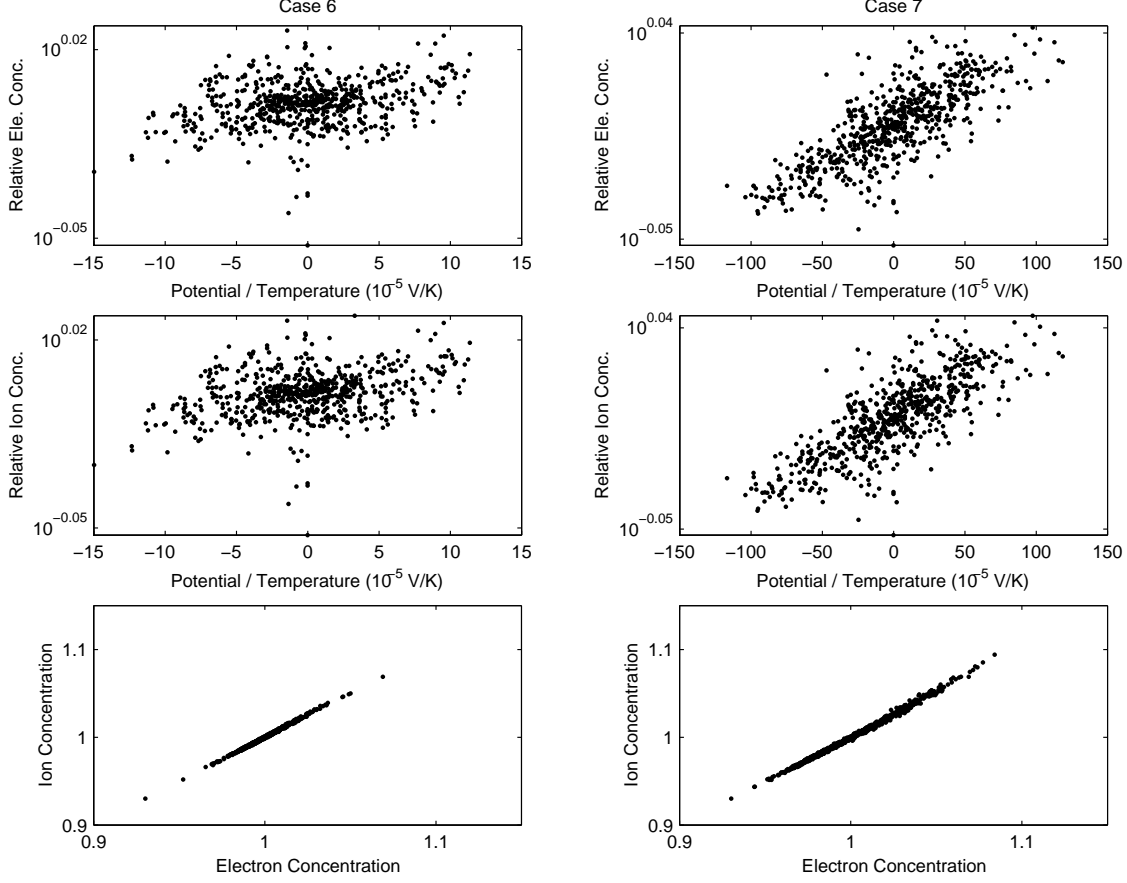 Case 6
Relative Ele. Conc.
10^0.02
10^−0.05
−15 −10 −5 0 5 10 15
Potential / Temperature (10^-5 V/K)
Case 7
Relative Ele. Conc.
10^0.04
10^−0.05
−150 −100 −50 0 50 100 150
Potential / Temperature (10^-5 V/K)
Relative Ion Conc.
10^0.02
10^−0.05
−15 −10 −5 0 5 10 15
Potential / Temperature (10^-5 V/K)
Relative Ion Conc.
10^0.04
10^−0.05
−150 −100 −50 0 50 100 150
Potential / Temperature (10^-5 V/K)
Ion Concentration
1.1
1
0.9
0.9 1 1.1
Electron Concentration
Ion Concentration
1.1
1
0.9
0.9 1 1.1
Electron Concentration